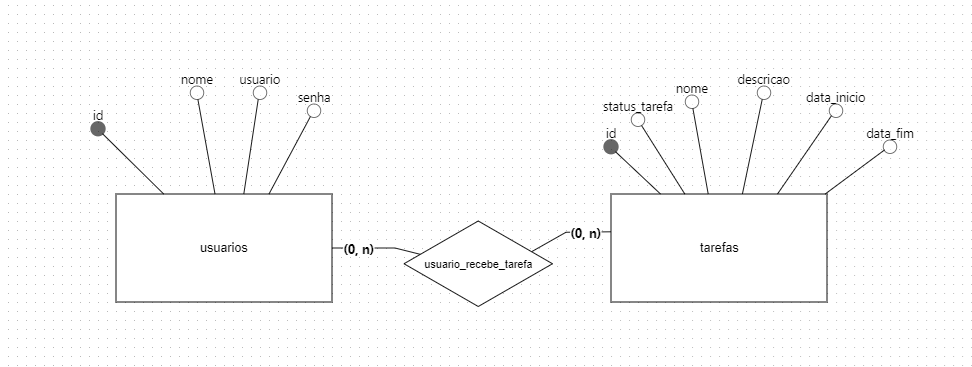 nome
usuario
senha
id
usuarios
(0, n)
usuario_recebe_tarefa
(0, n)
descricao
nome
data_inicio
status_tarefa
id
data_fim
tarefas